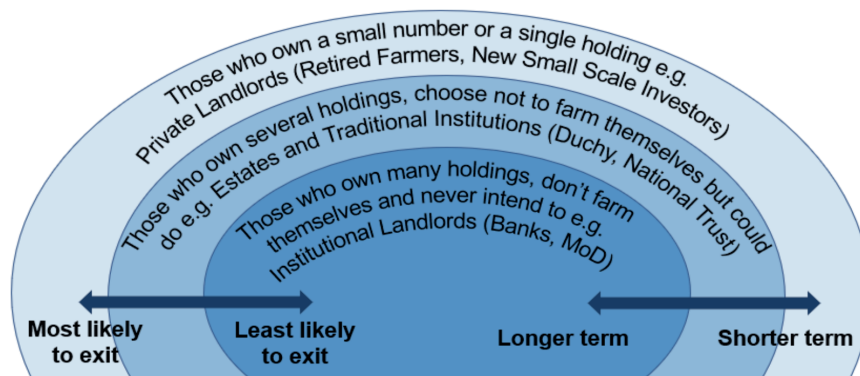 Those who own a small number or a single holding e.g.
Private Landlords (Retired Farmers, New Small Scale Investors)
Those who own several holdings, choose not to farm themselves but could
do e.g. Estates and Traditional Institutions (Duchy, National Trust)
Those who own many holdings, don't farm
themselves and never intend to e.g.
Institutional Landlords (Banks, MoD)
Most likely
to exit
Least likely
to exit
Longer term
Shorter term